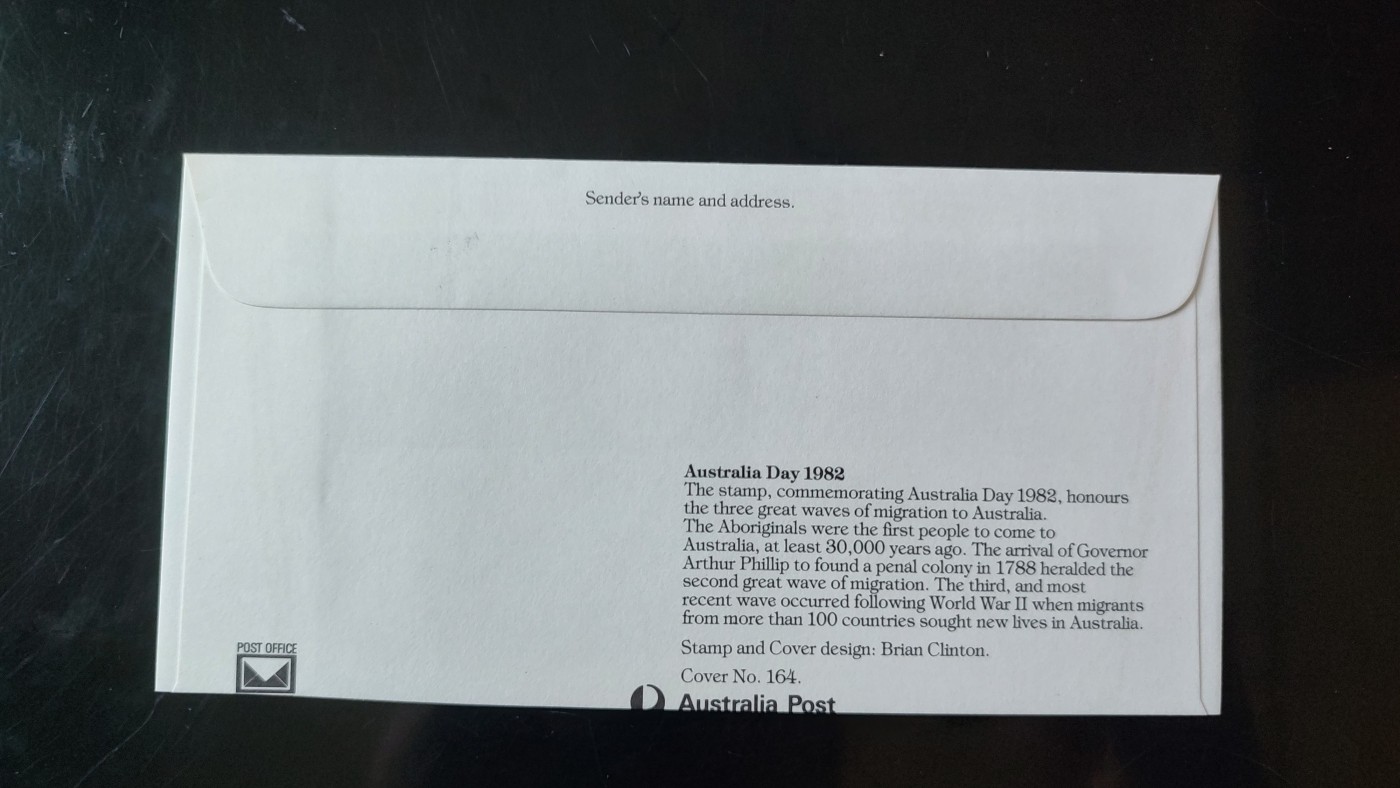 Sender's name and address.
Australia Day 1982
The stamp, commemorating Australia Day 1982, honours
the three great waves of migration to Australia.
The Aboriginals were the first people to come to
Australia, at least 30,000 years ago. The arrival of Governor
Arthur Phillip to found a penal colony in 1788 heralded the
second great wave of migration. The third, and most
recent wave occurred following World War II when migrants
from more than 100 countries sought new lives in Australia.
Stamp and Cover design: Brian Clinton.
Cover No. 164.
POST OFFICE
Australia Post